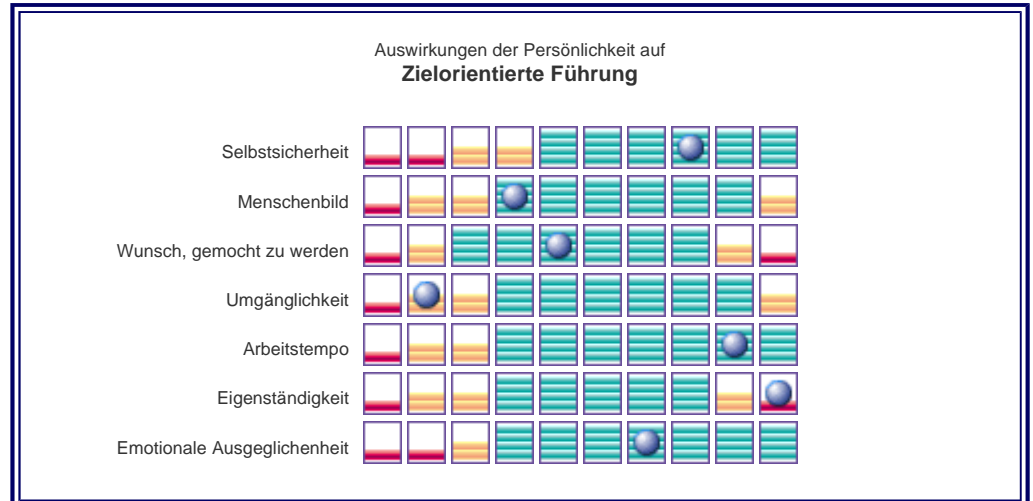 Auswirkungen der Persönlichkeit auf
Zielorientierte Führung
Selbstsicherheit
Menschenbild
Wunsch, gemocht zu werden
Umgänglichkeit
Arbeitstempo
Eigenständigkeit
Emotionale Ausgeglichenheit